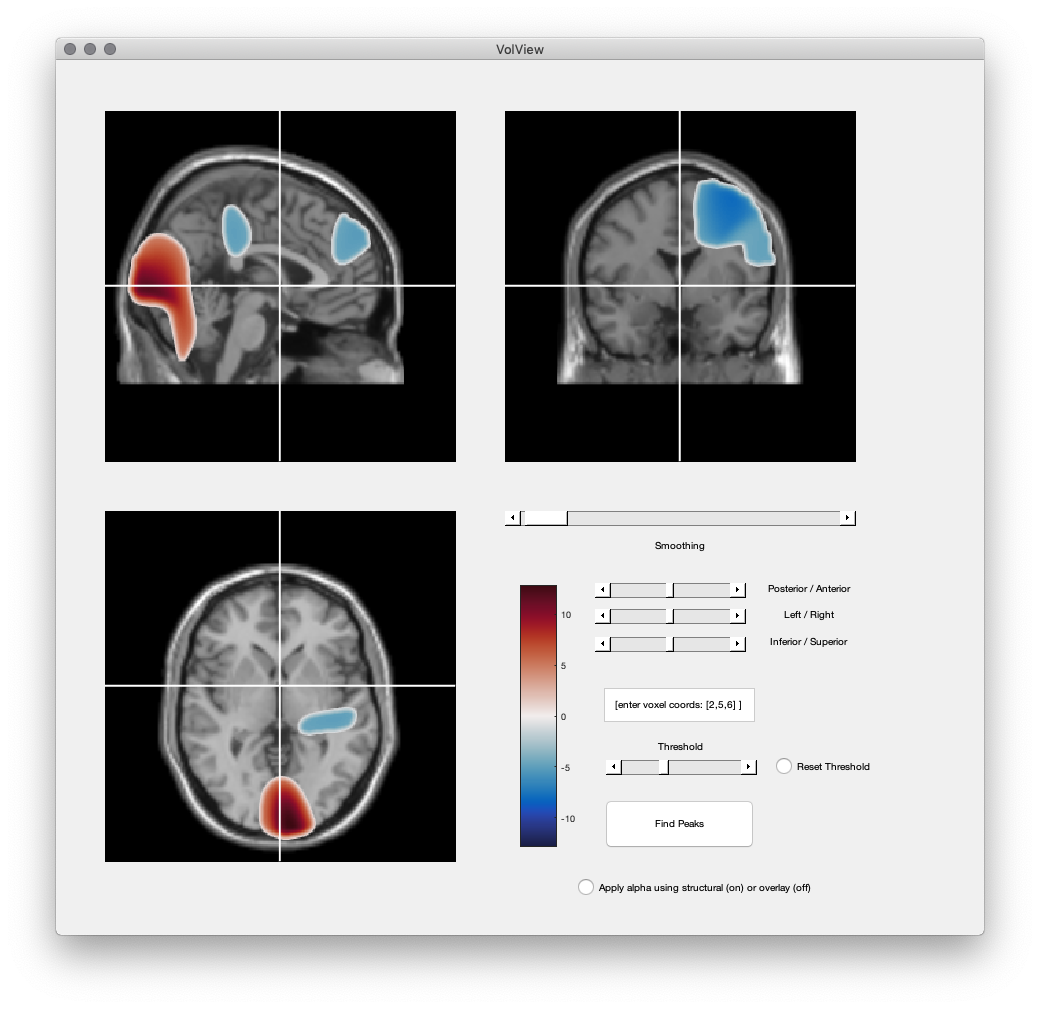 VolView
Smoothing
Posterior / Anterior
Left / Right
Inferior / Superior
10
5
0
-5
-10
[enter voxel coords: [2,5,6] ]
Threshold
Reset Threshold
Find Peaks
Apply alpha using structural (on) or overlay (off)